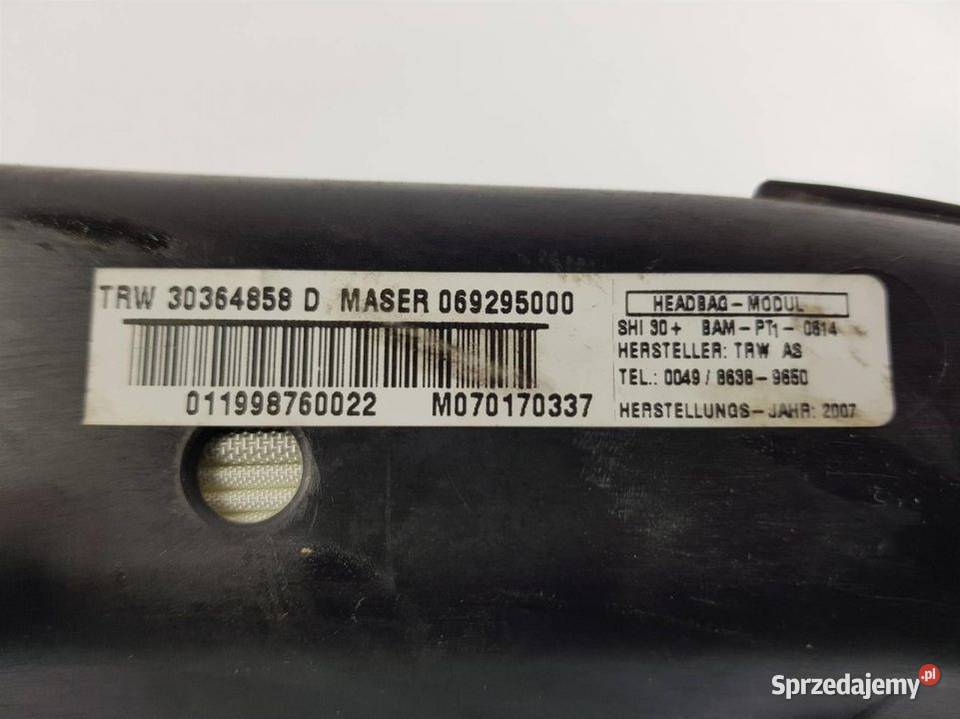 TRW 30364858 D MASER 069295000
011998760022 M070170337
HEADBAG-MODUL
SHI 30+ BAM-PT1-0614
HERSTELLER: TRW AS
TEL.: 0049/8638-9650
HERSTELLUNGS-JAHR: 2007
Sprzedajemy.pl